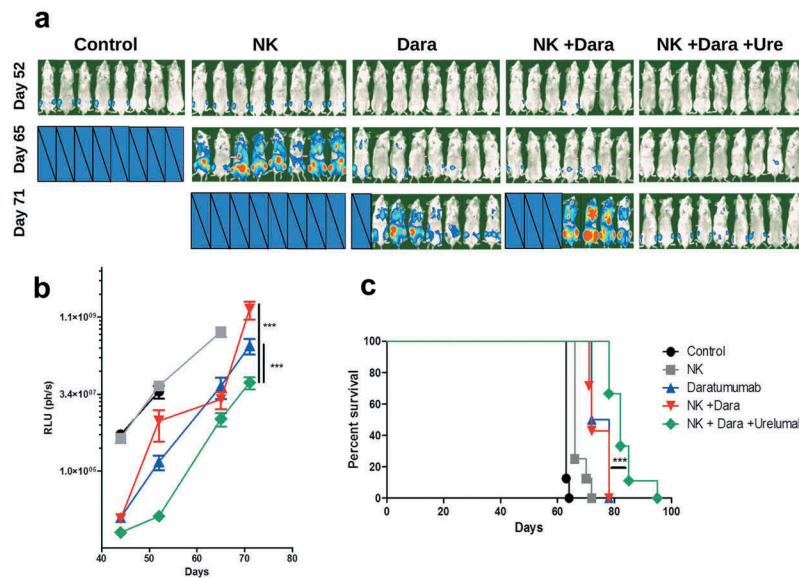 a
Control NK Dara NK +Dara NK +Dara +Ure
Day 52
Day 65
Day 71
b
RLU (ph/s)
1.1×10⁰⁹
3.4×10⁰⁷
1.0×10⁰⁶
***
***
40 50 60 70 80
Days
c
Percent survival
100
80
60
40
20
0
***
0 20 40 60 80 100
Days
Control
NK
Daratumumab
NK +Dara
NK + Dara +Urelumal